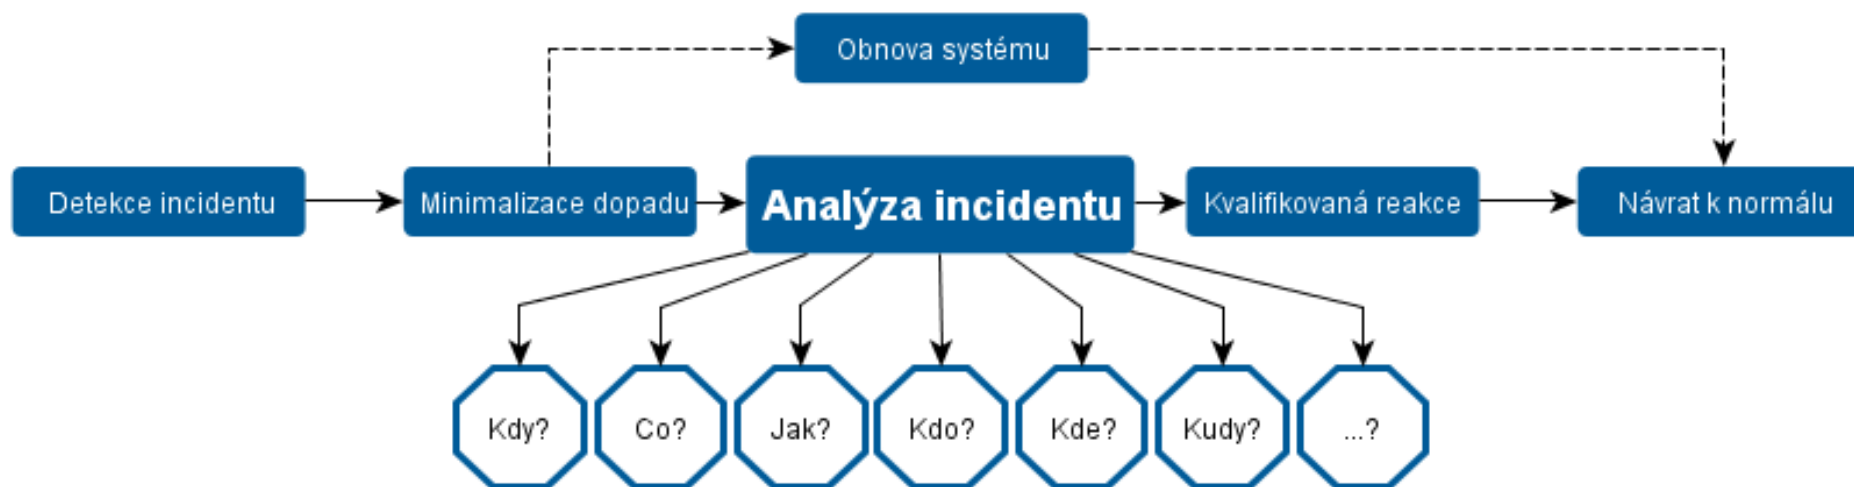 Obnova systému
Detekce incidentu
Minimalizace dopadu
Analýza incidentu
Kvalifikovaná reakce
Návrat k normálu
Kdy?
Co?
Jak?
Kdo?
Kde?
Kudy?
...?